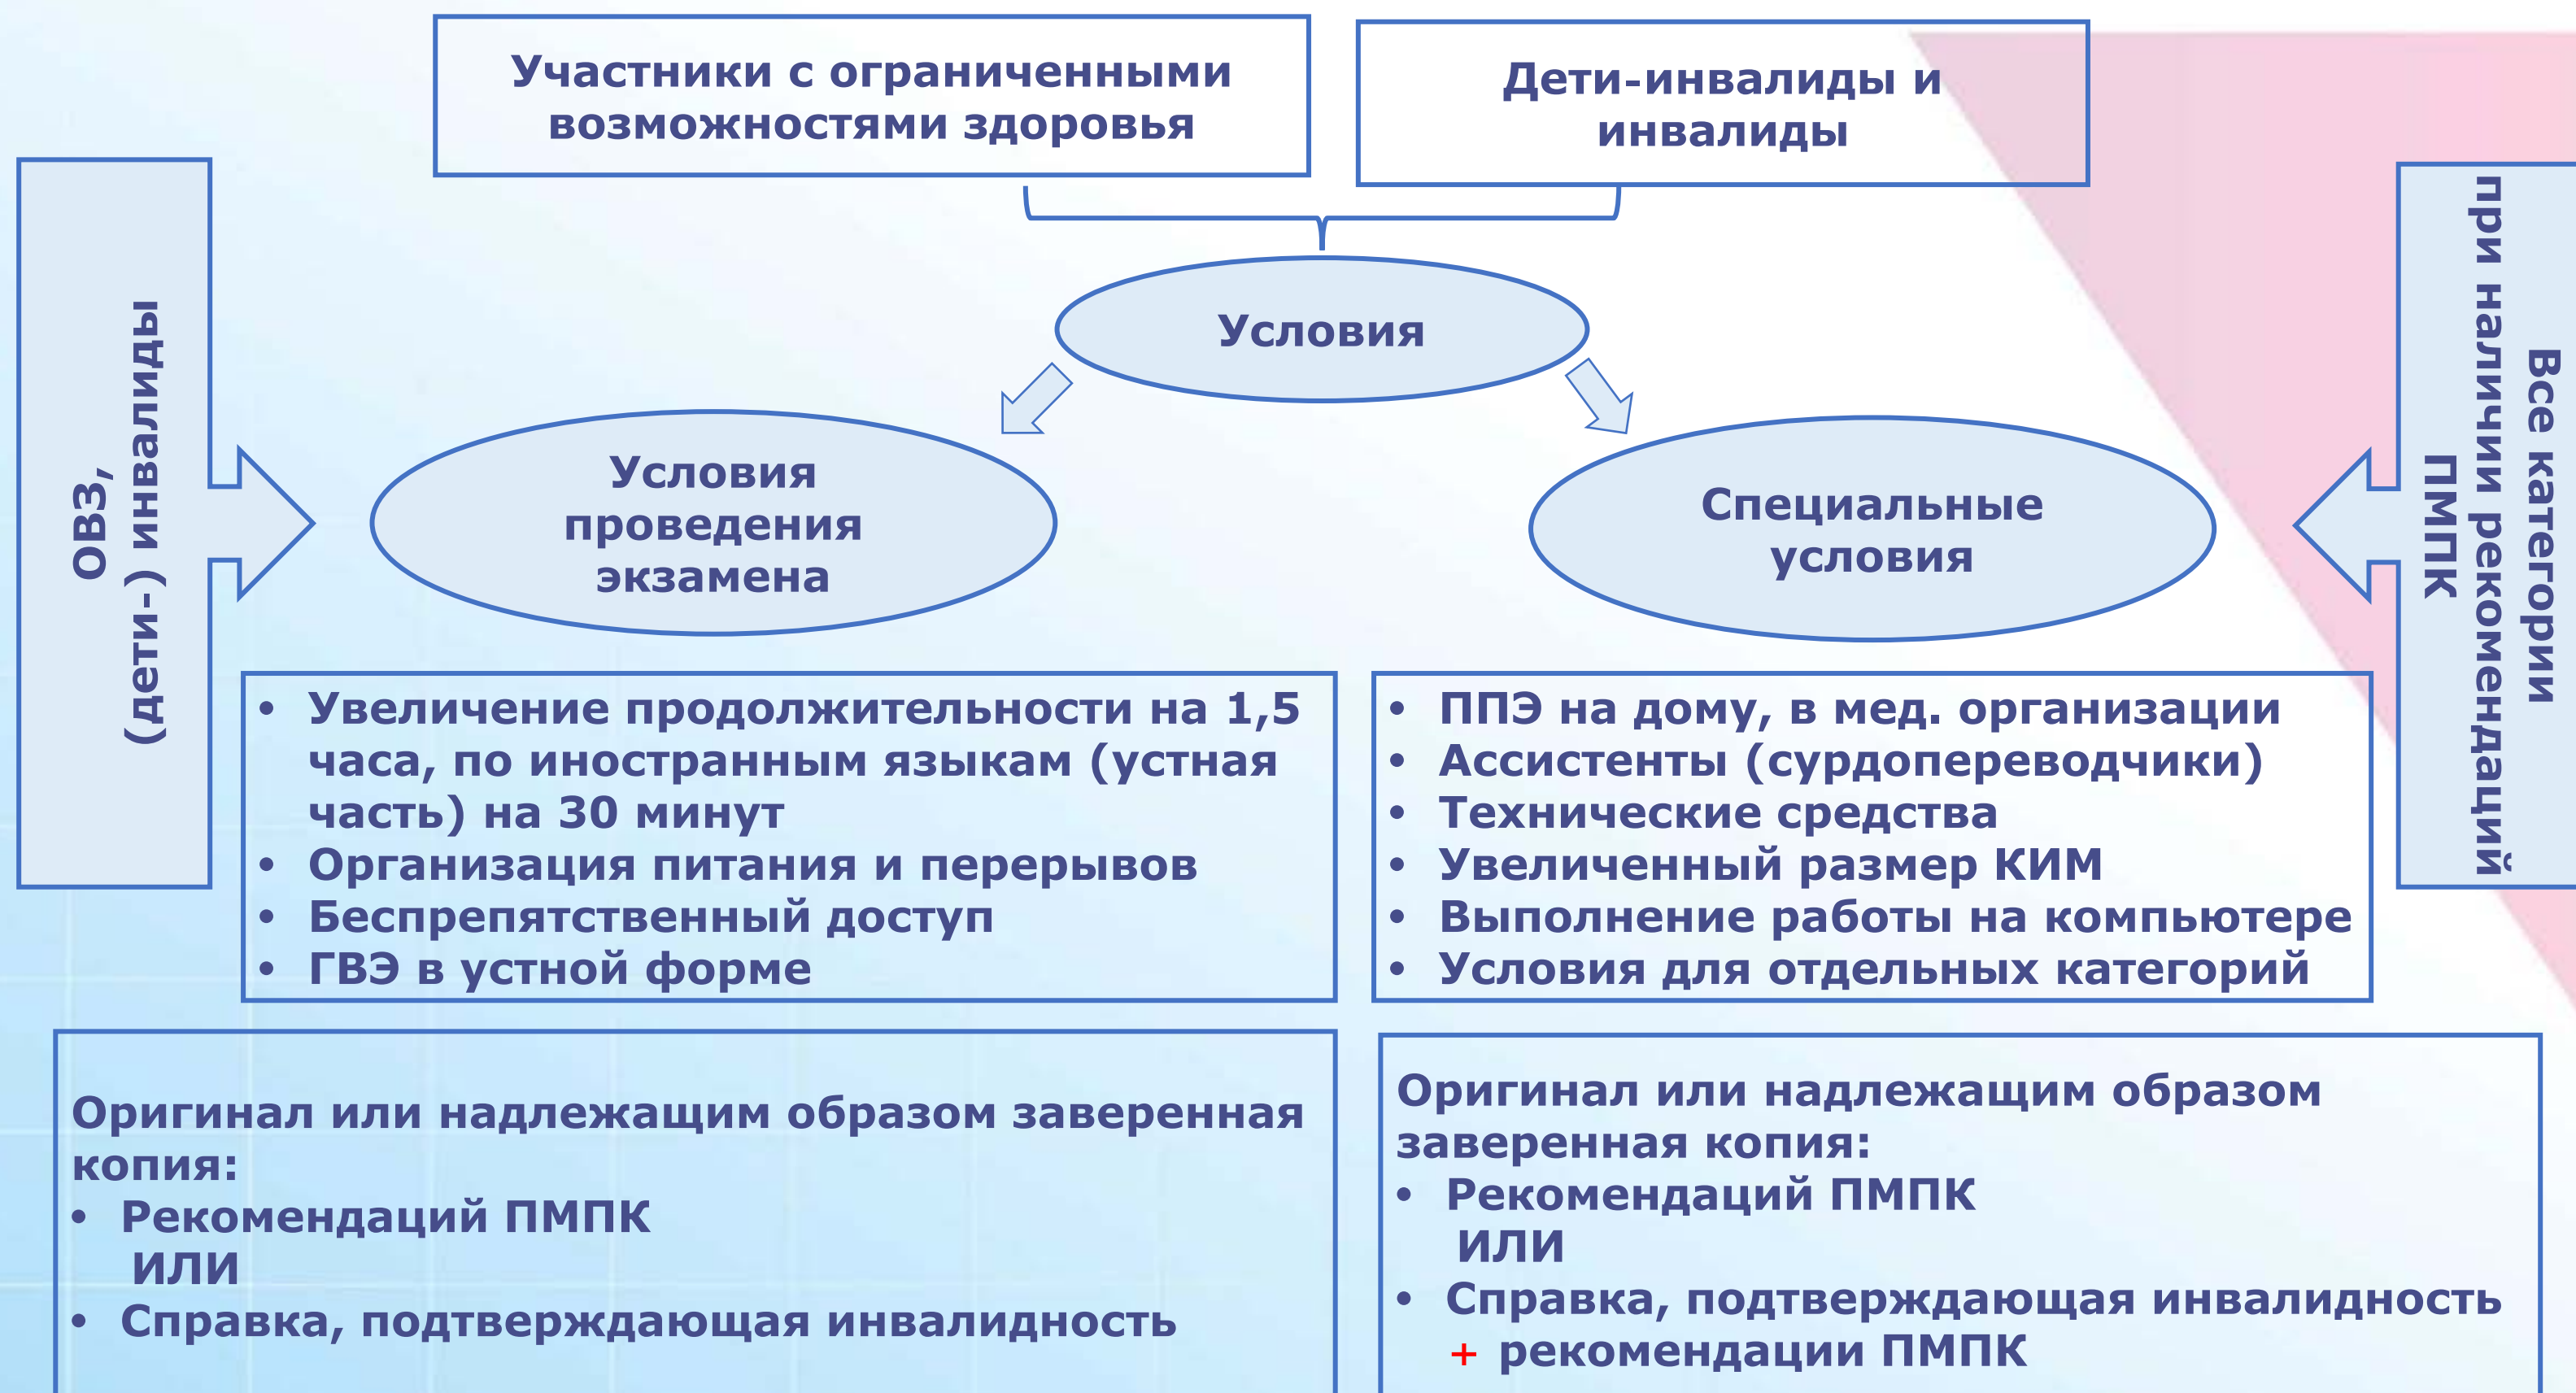 Участники с ограниченными
возможностями здоровья
Дети-инвалиды и
инвалиды
Условия
ОВЗ,
(дети-) инвалиды
Условия
проведения
экзамена
Специальные
условия
Все категории
при наличии рекомендаций
ПМПК
• Увеличение продолжительности на 1,5
часа, по иностранным языкам (устная
часть) на 30 минут
• Организация питания и перерывов
• Беспрепятственный доступ
• ГВЭ в устной форме
• ППЭ на дому, в мед. организации
• Ассистенты (сурдопереводчики)
• Технические средства
• Увеличенный размер КИМ
• Выполнение работы на компьютере
• Условия для отдельных категорий
Оригинал или надлежащим образом заверенная
копия:
• Рекомендаций ПМПК
ИЛИ
• Справка, подтверждающая инвалидность
Оригинал или надлежащим образом
заверенная копия:
• Рекомендаций ПМПК
ИЛИ
• Справка, подтверждающая инвалидность
+ рекомендации ПМПК